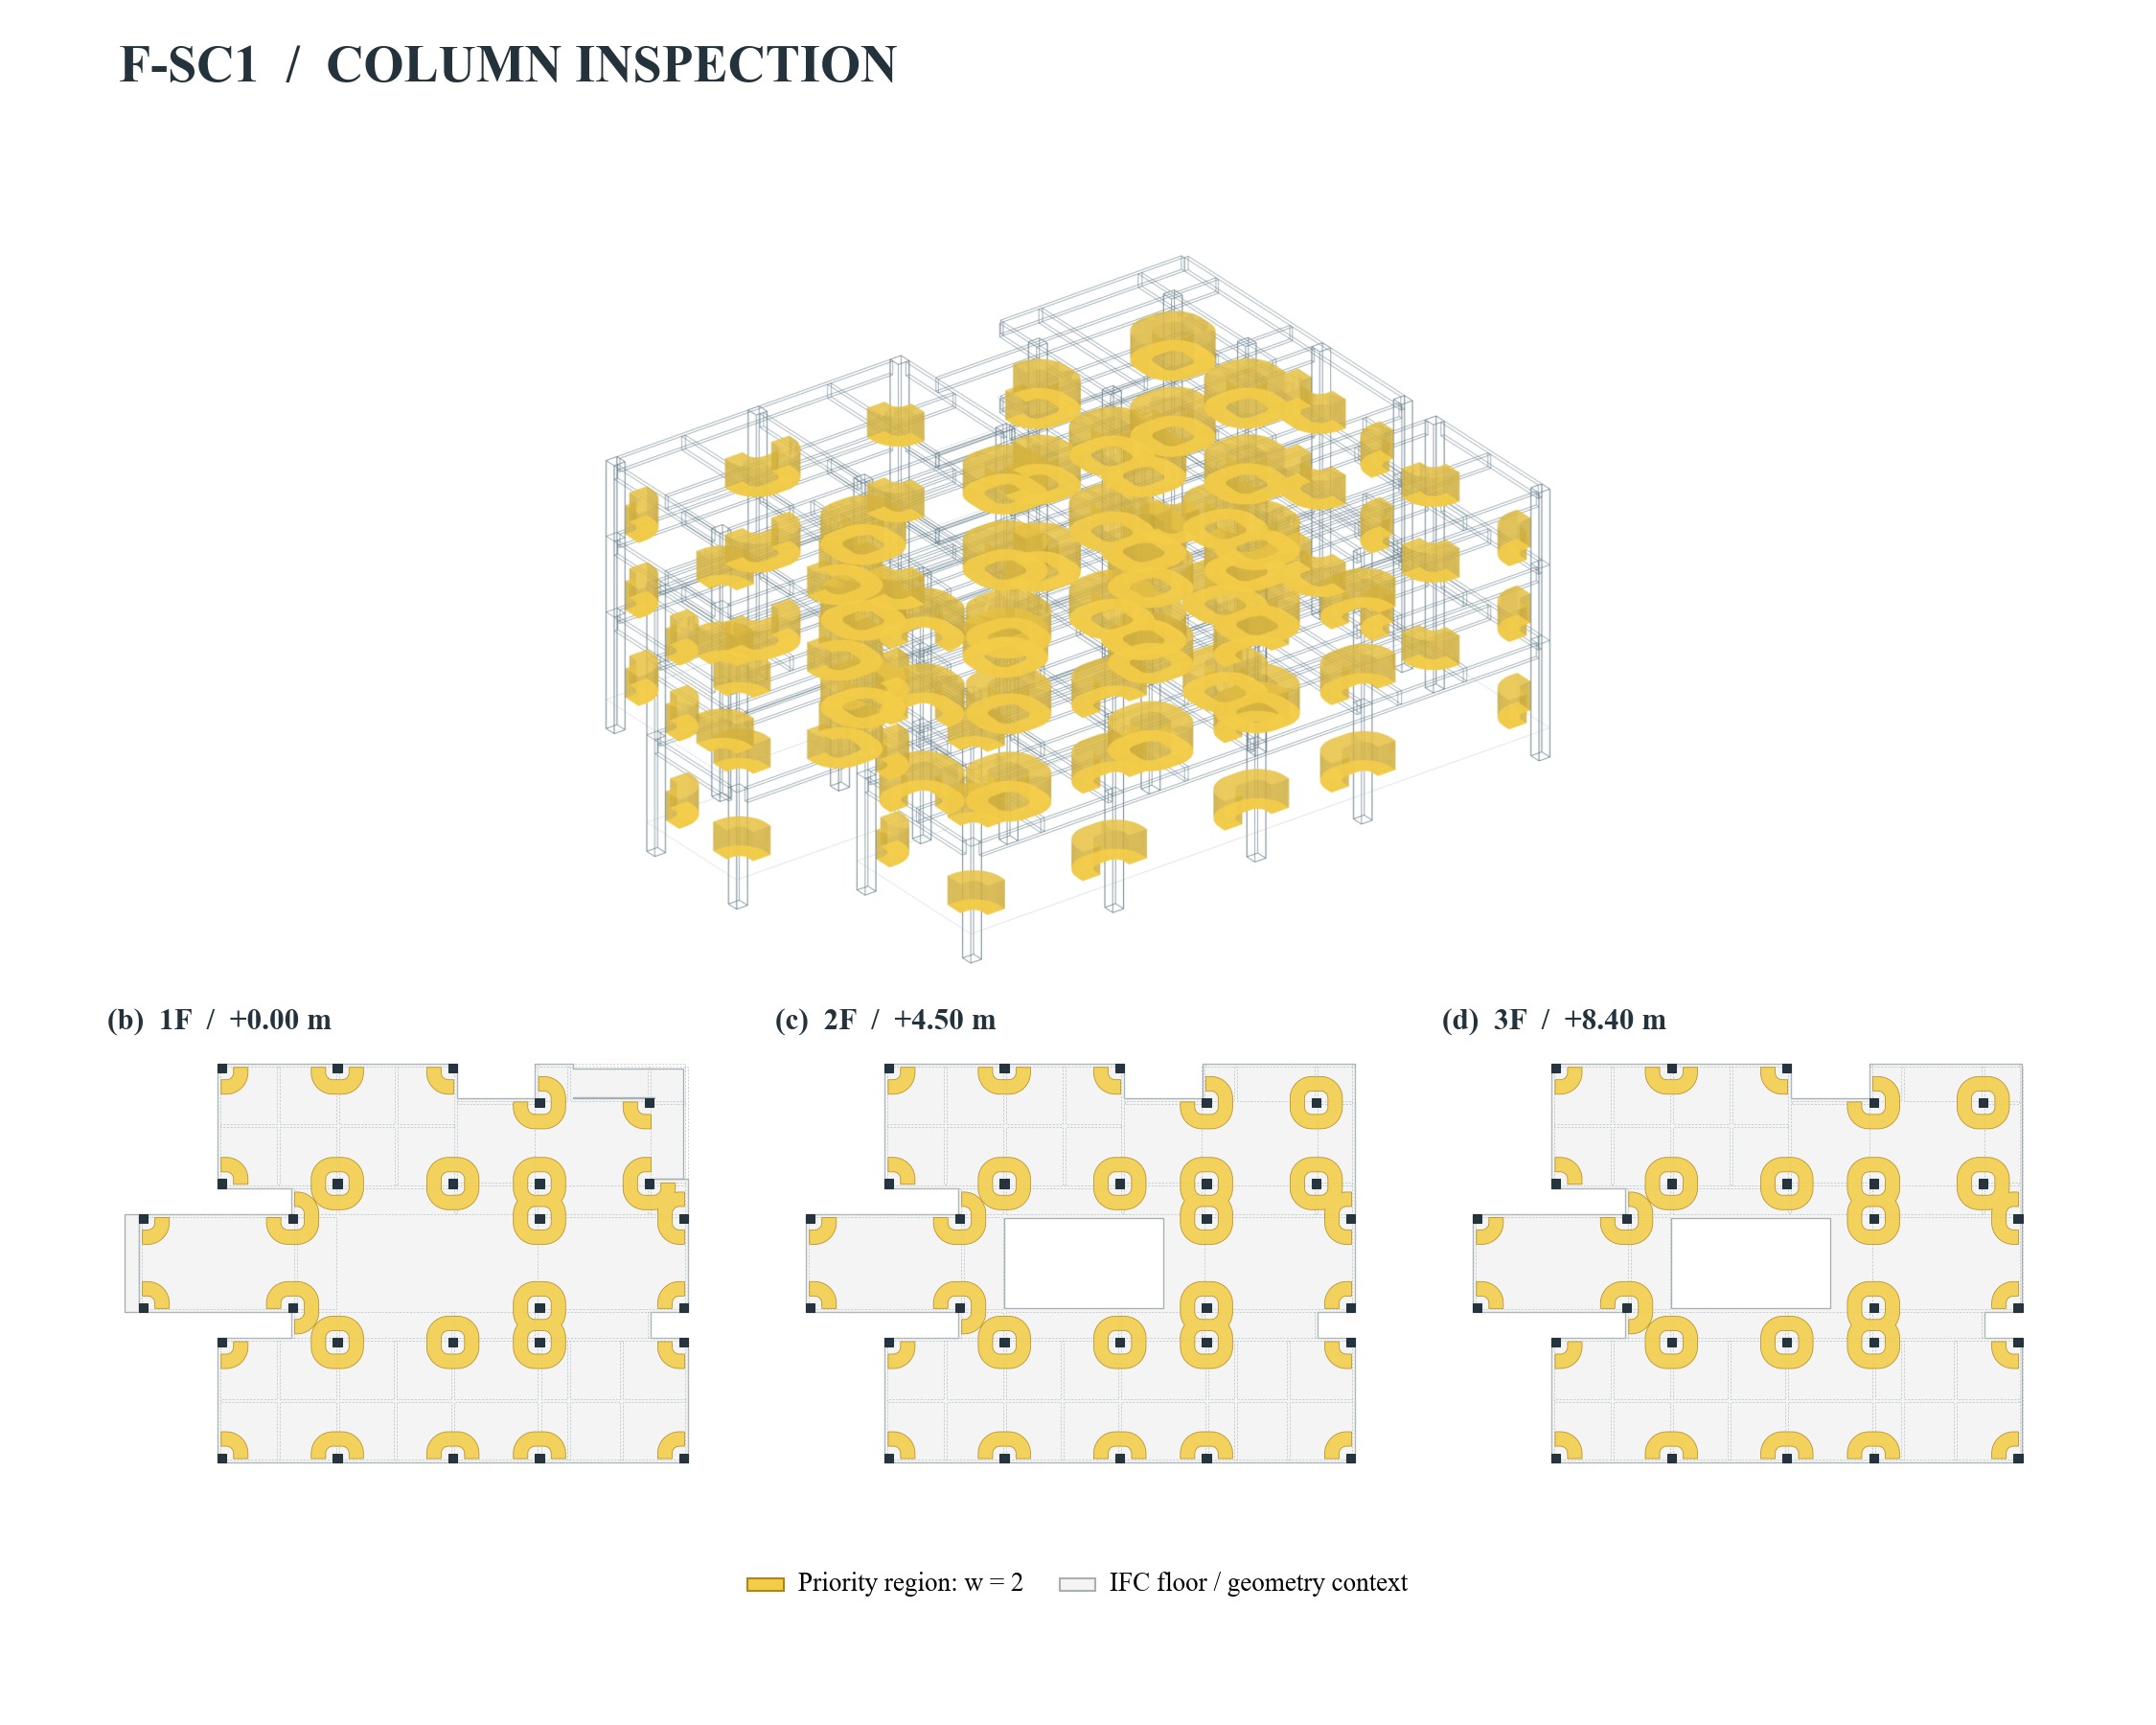 F-SC1 / COLUMN INSPECTION
(b) 1F / +0.00 m
(c) 2F / +4.50 m
(d) 3F / +8.40 m
Priority region: w = 2
IFC floor / geometry context